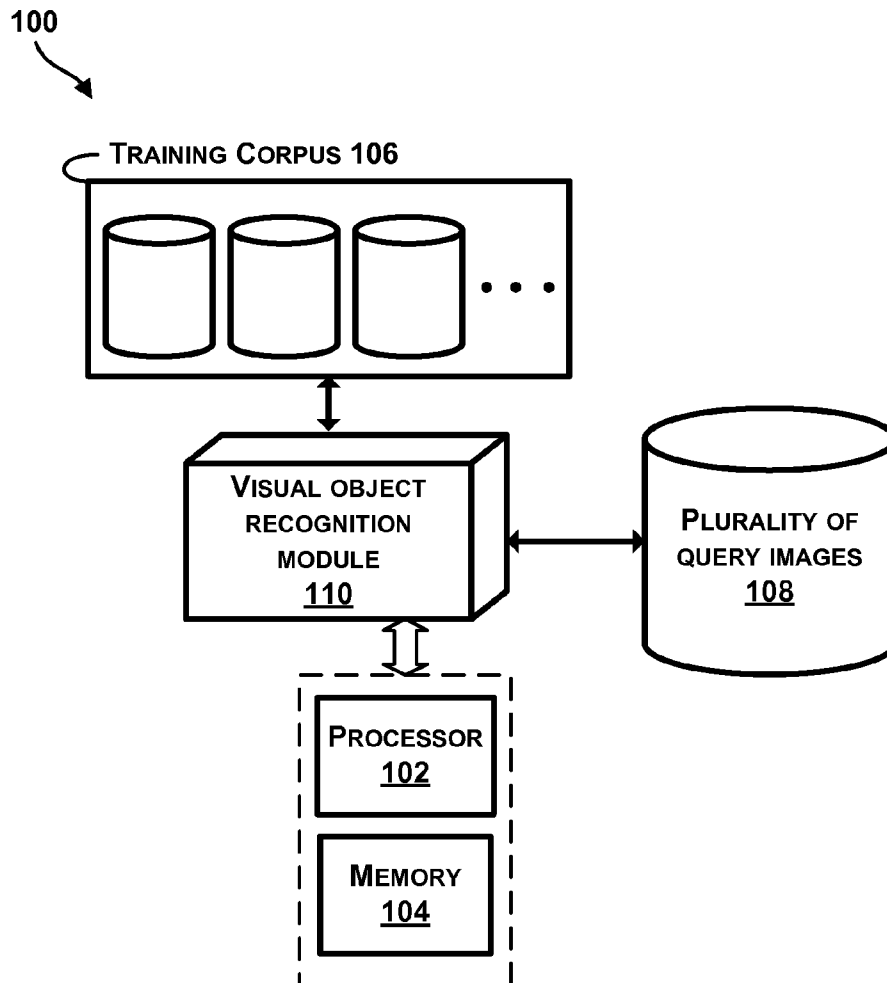 100
TRAINING CORPUS 106
VISUAL OBJECT
RECOGNITION
MODULE
110
PLURALITY OF
QUERY IMAGES
108
PROCESSOR
102
MEMORY
104